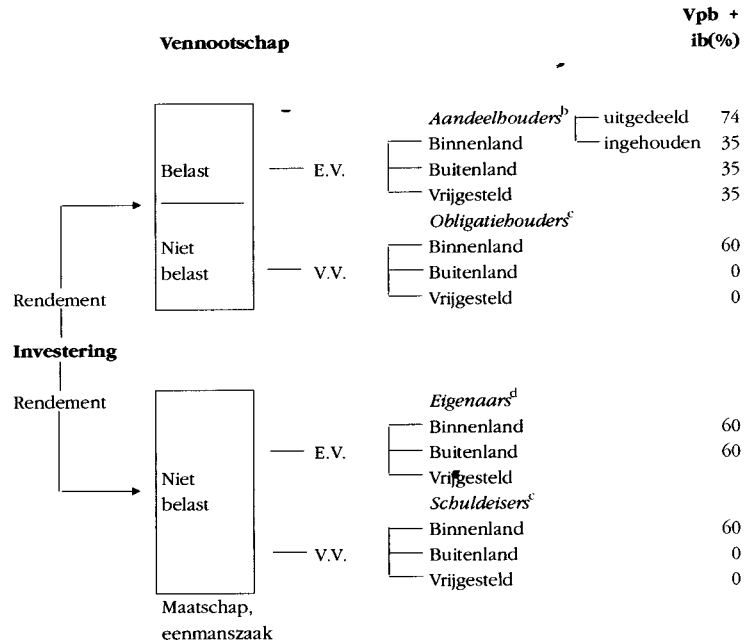 Vpb +
Vennootschap ib(%)
Aandeelhouders^b uitgedeeld 74
Binnenland ingehouden 35
Belast E.V. Buitenland 35
Vrijgesteld 35
Obligatiehouders^c
Niet Binnenland 60
belast V.V. Buitenland 0
Vrijgesteld 0
Rendement
Investering
Rendement
Eigenaars^d
Binnenland 60
E.V. Buitenland 60
Niet Vrijgesteld
belast Schuldeisers^c
Binnenland 60
V.V. Buitenland 0
Vrijgesteld 0
Maatschap,
eenmanszaak